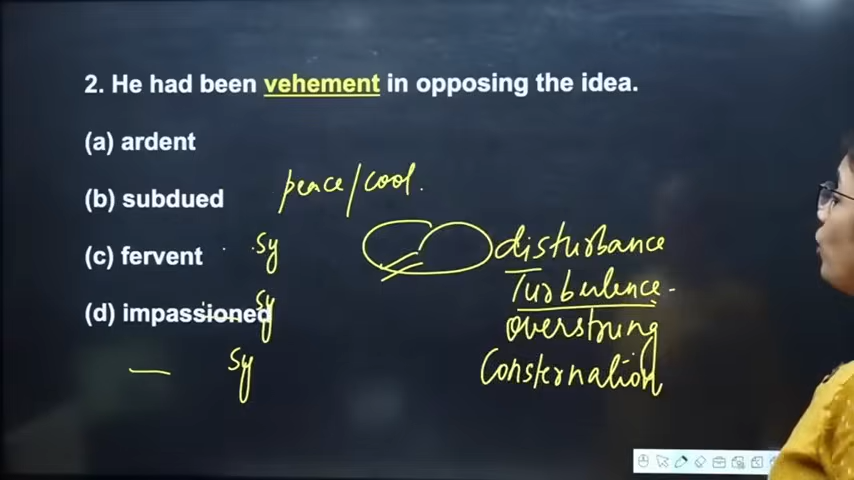 2. He had been vehement in opposing the idea.
(a) ardent
peace/cool.
(b) subdued
sy disturbance
(c) fervent
Turbulence
sy
(d) impassioned
overstrung
sy
Consternation